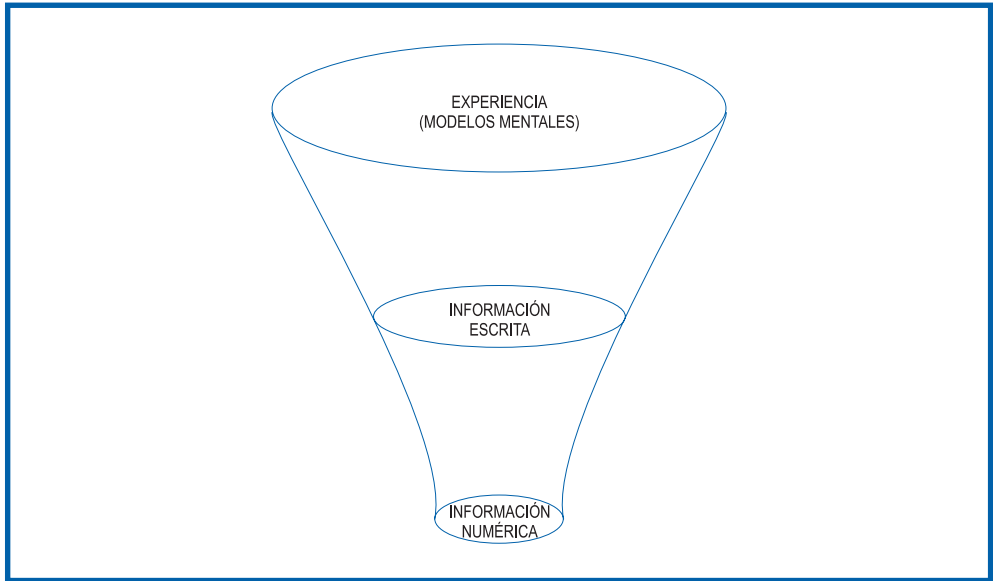 EXPERIENCIA
(MODELOS MENTALES)
INFORMACIÓN
ESCRITA
INFORMACIÓN
NUMÉRICA